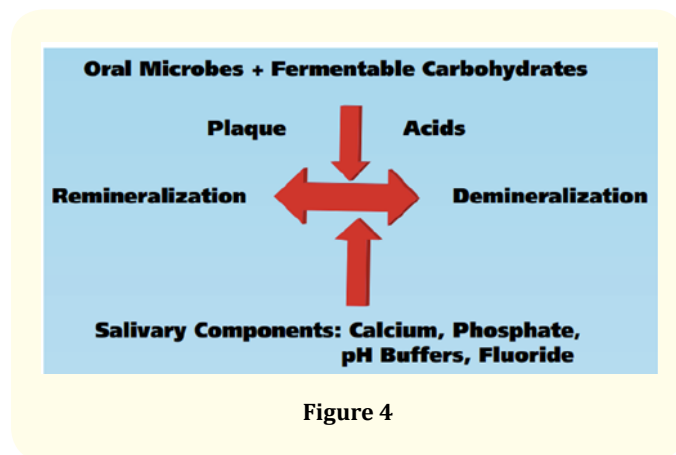 Oral Microbes + Fermentable Carbohydrates
Plaque
Acids
Remineralization
Demineralization
Salivary Components: Calcium, Phosphate,
pH Buffers, Fluoride
Figure 4